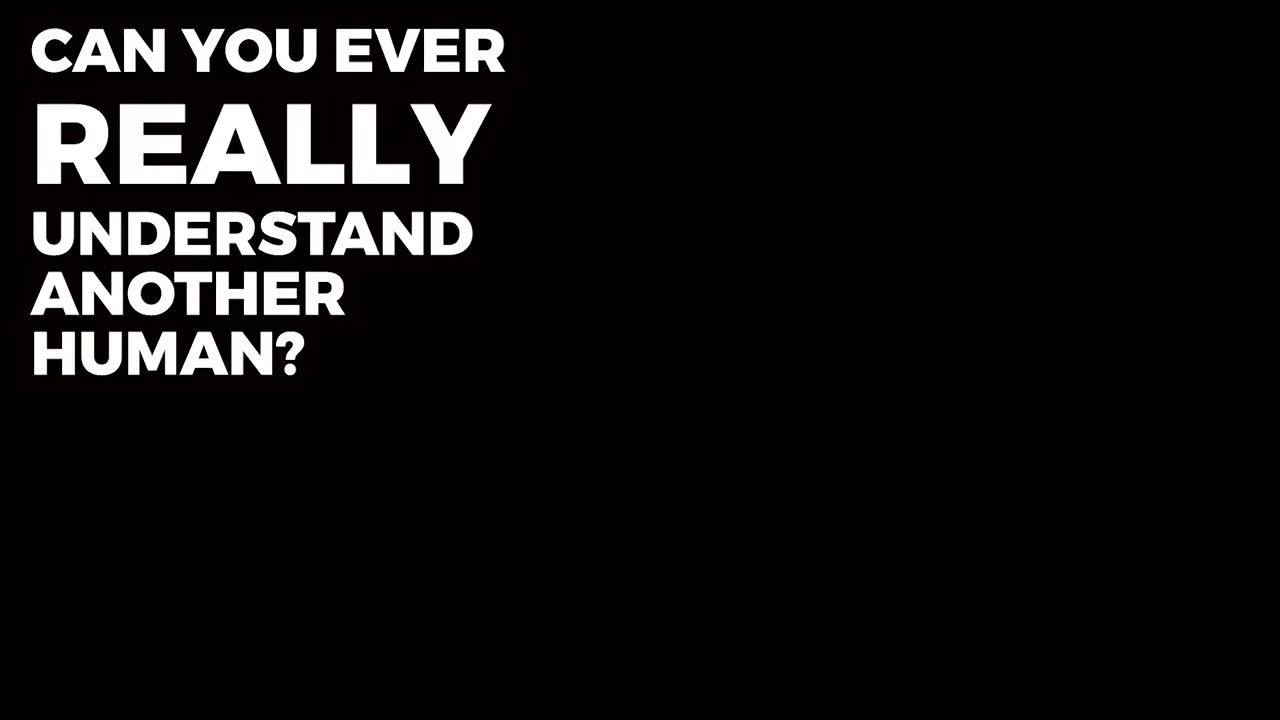 CAN YOU EVER
REALLY
UNDERSTAND
ANOTHER
HUMAN?